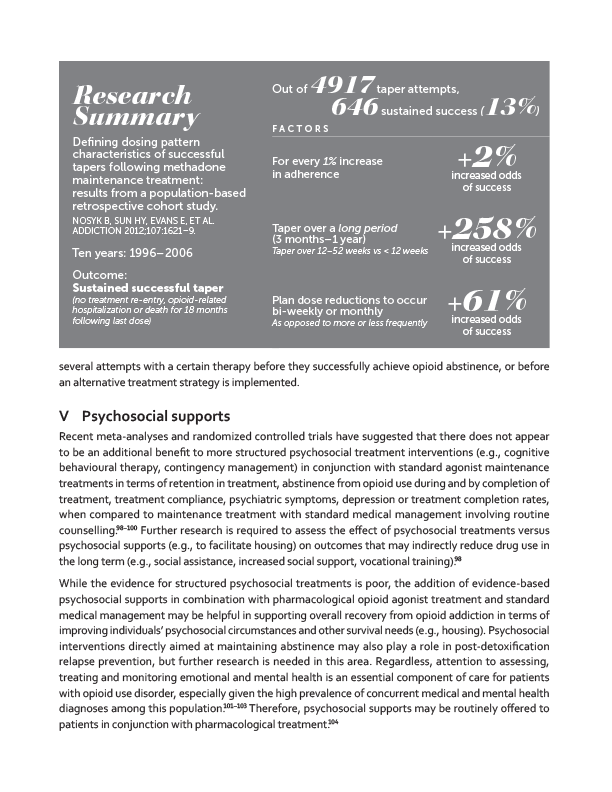 Research
Summary
Defining dosing pattern
characteristics of successful
tapers following methadone
maintenance treatment:
results from a population-based
retrospective cohort study.
NOSYK B, SUN HY, EVANS E, ET AL.
ADDICTION 2012;107:1621–9.
Ten years: 1996–2006
Outcome:
Sustained successful taper
(no treatment re-entry, opioid-related
hospitalization or death for 18 months
following last dose)
Out of 4917 taper attempts,
646 sustained success (13%)
FACTORS
For every 1% increase
in adherence
+2%
increased odds
of success
Taper over a long period
(3 months–1 year)
Taper over 12–52 weeks vs < 12 weeks
+258%
increased odds
of success
Plan dose reductions to occur
bi-weekly or monthly
As opposed to more or less frequently
+61%
increased odds
of success
several attempts with a certain therapy before they successfully achieve opioid abstinence, or before
an alternative treatment strategy is implemented.
V Psychosocial supports
Recent meta-analyses and randomized controlled trials have suggested that there does not appear
to be an additional benefit to more structured psychosocial treatment interventions (e.g., cognitive
behavioural therapy, contingency management) in conjunction with standard agonist maintenance
treatments in terms of retention in treatment, abstinence from opioid use during and by completion of
treatment, treatment compliance, psychiatric symptoms, depression or treatment completion rates,
when compared to maintenance treatment with standard medical management involving routine
counselling.98–100 Further research is required to assess the effect of psychosocial treatments versus
psychosocial supports (e.g., to facilitate housing) on outcomes that may indirectly reduce drug use in
the long term (e.g., social assistance, increased social support, vocational training).98
While the evidence for structured psychosocial treatments is poor, the addition of evidence-based
psychosocial supports in combination with pharmacological opioid agonist treatment and standard
medical management may be helpful in supporting overall recovery from opioid addiction in terms of
improving individuals' psychosocial circumstances and other survival needs (e.g., housing). Psychosocial
interventions directly aimed at maintaining abstinence may also play a role in post-detoxification
relapse prevention, but further research is needed in this area. Regardless, attention to assessing,
treating and monitoring emotional and mental health is an essential component of care for patients
with opioid use disorder, especially given the high prevalence of concurrent medical and mental health
diagnoses among this population.101–103 Therefore, psychosocial supports may be routinely offered to
patients in conjunction with pharmacological treatment.104